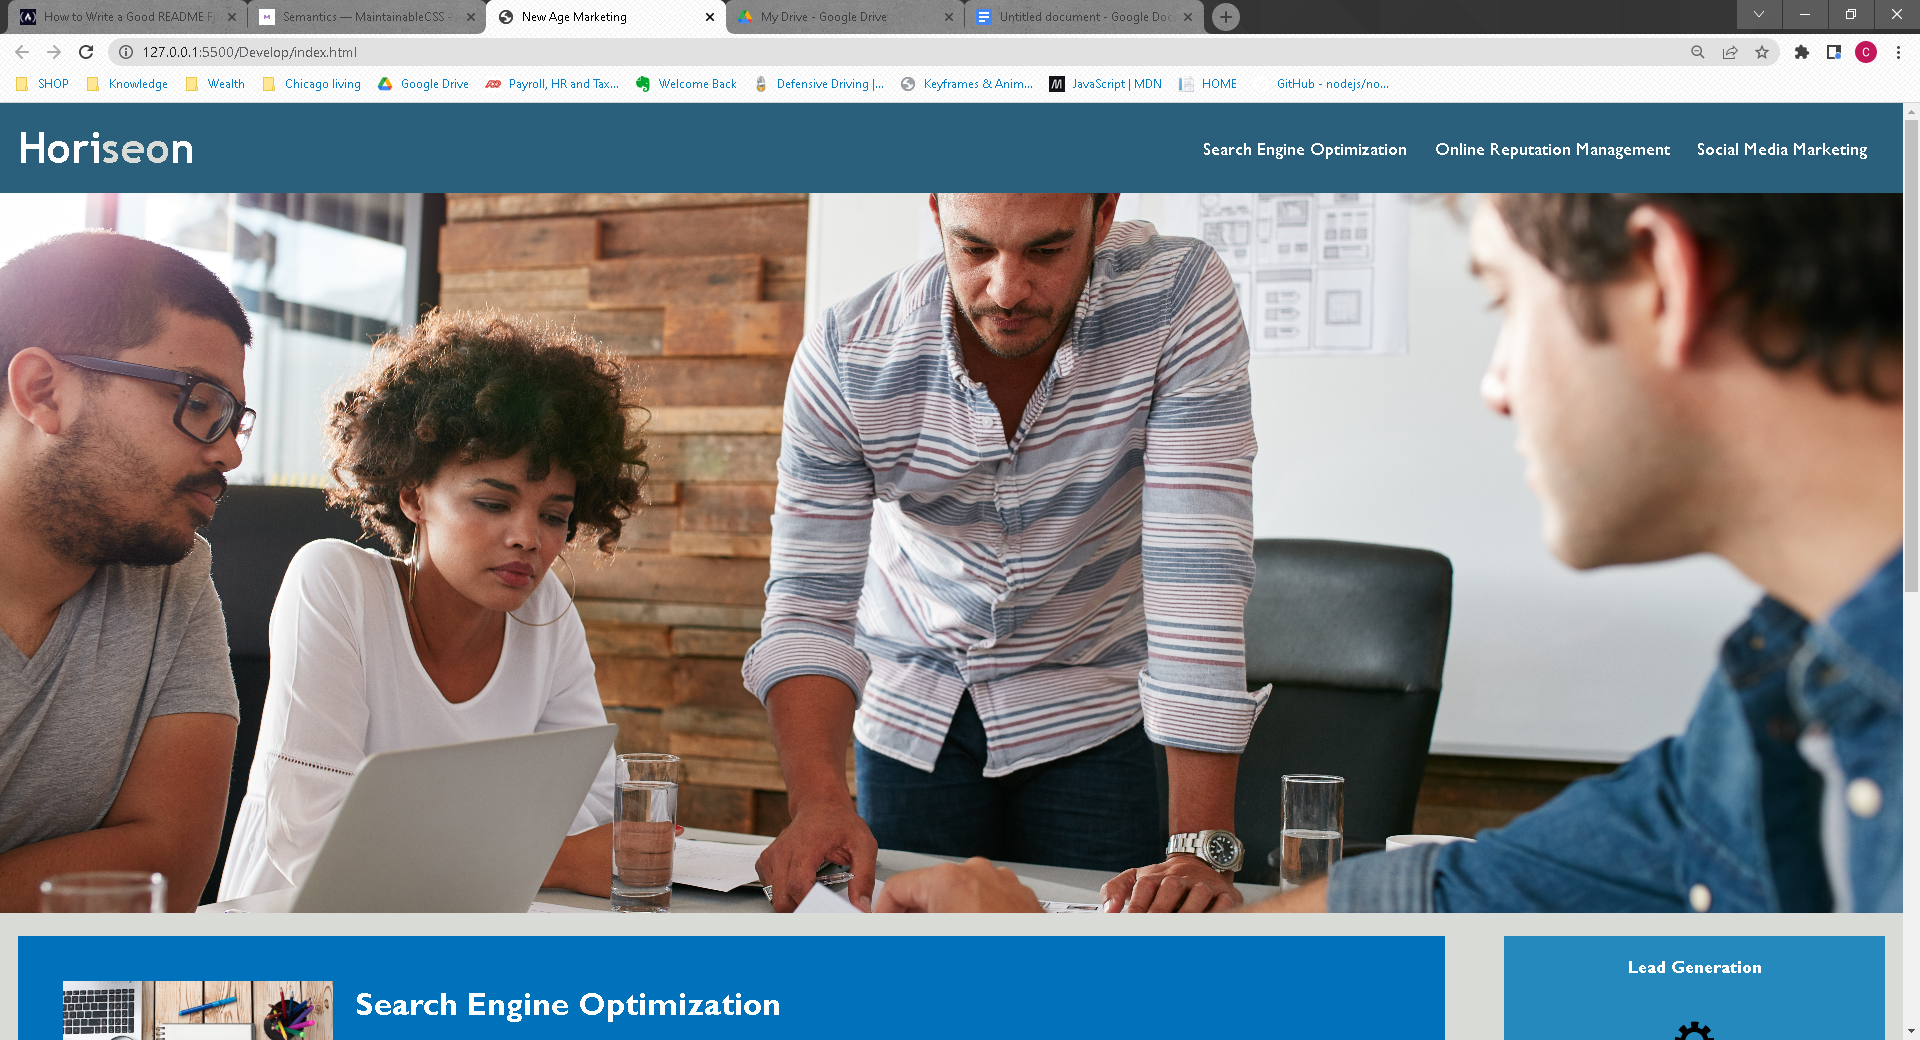 How to Write a Good README F
Semantics — MaintainableCSS -
New Age Marketing
My Drive - Google Drive
Untitled document - Google Doc
127.0.0.1:5500/Develop/index.html
C
SHOP
Knowledge
Wealth
Chicago living
Google Drive
Payroll, HR and Tax...
Welcome Back
Defensive Driving |...
Keyframes & Anim...
JavaScript | MDN
HOME
GitHub - nodejs/no...
Horiseon
Search Engine Optimization
Online Reputation Management
Social Media Marketing
Search Engine Optimization
Lead Generation